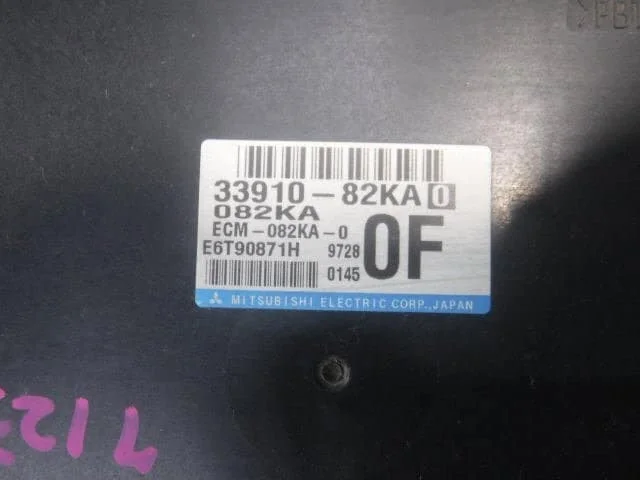 33910-82KA0
082KA
ECM-082KA-0
E6T90871H 9728
0145
0F
MITSUBISHI ELECTRIC CORP., JAPAN